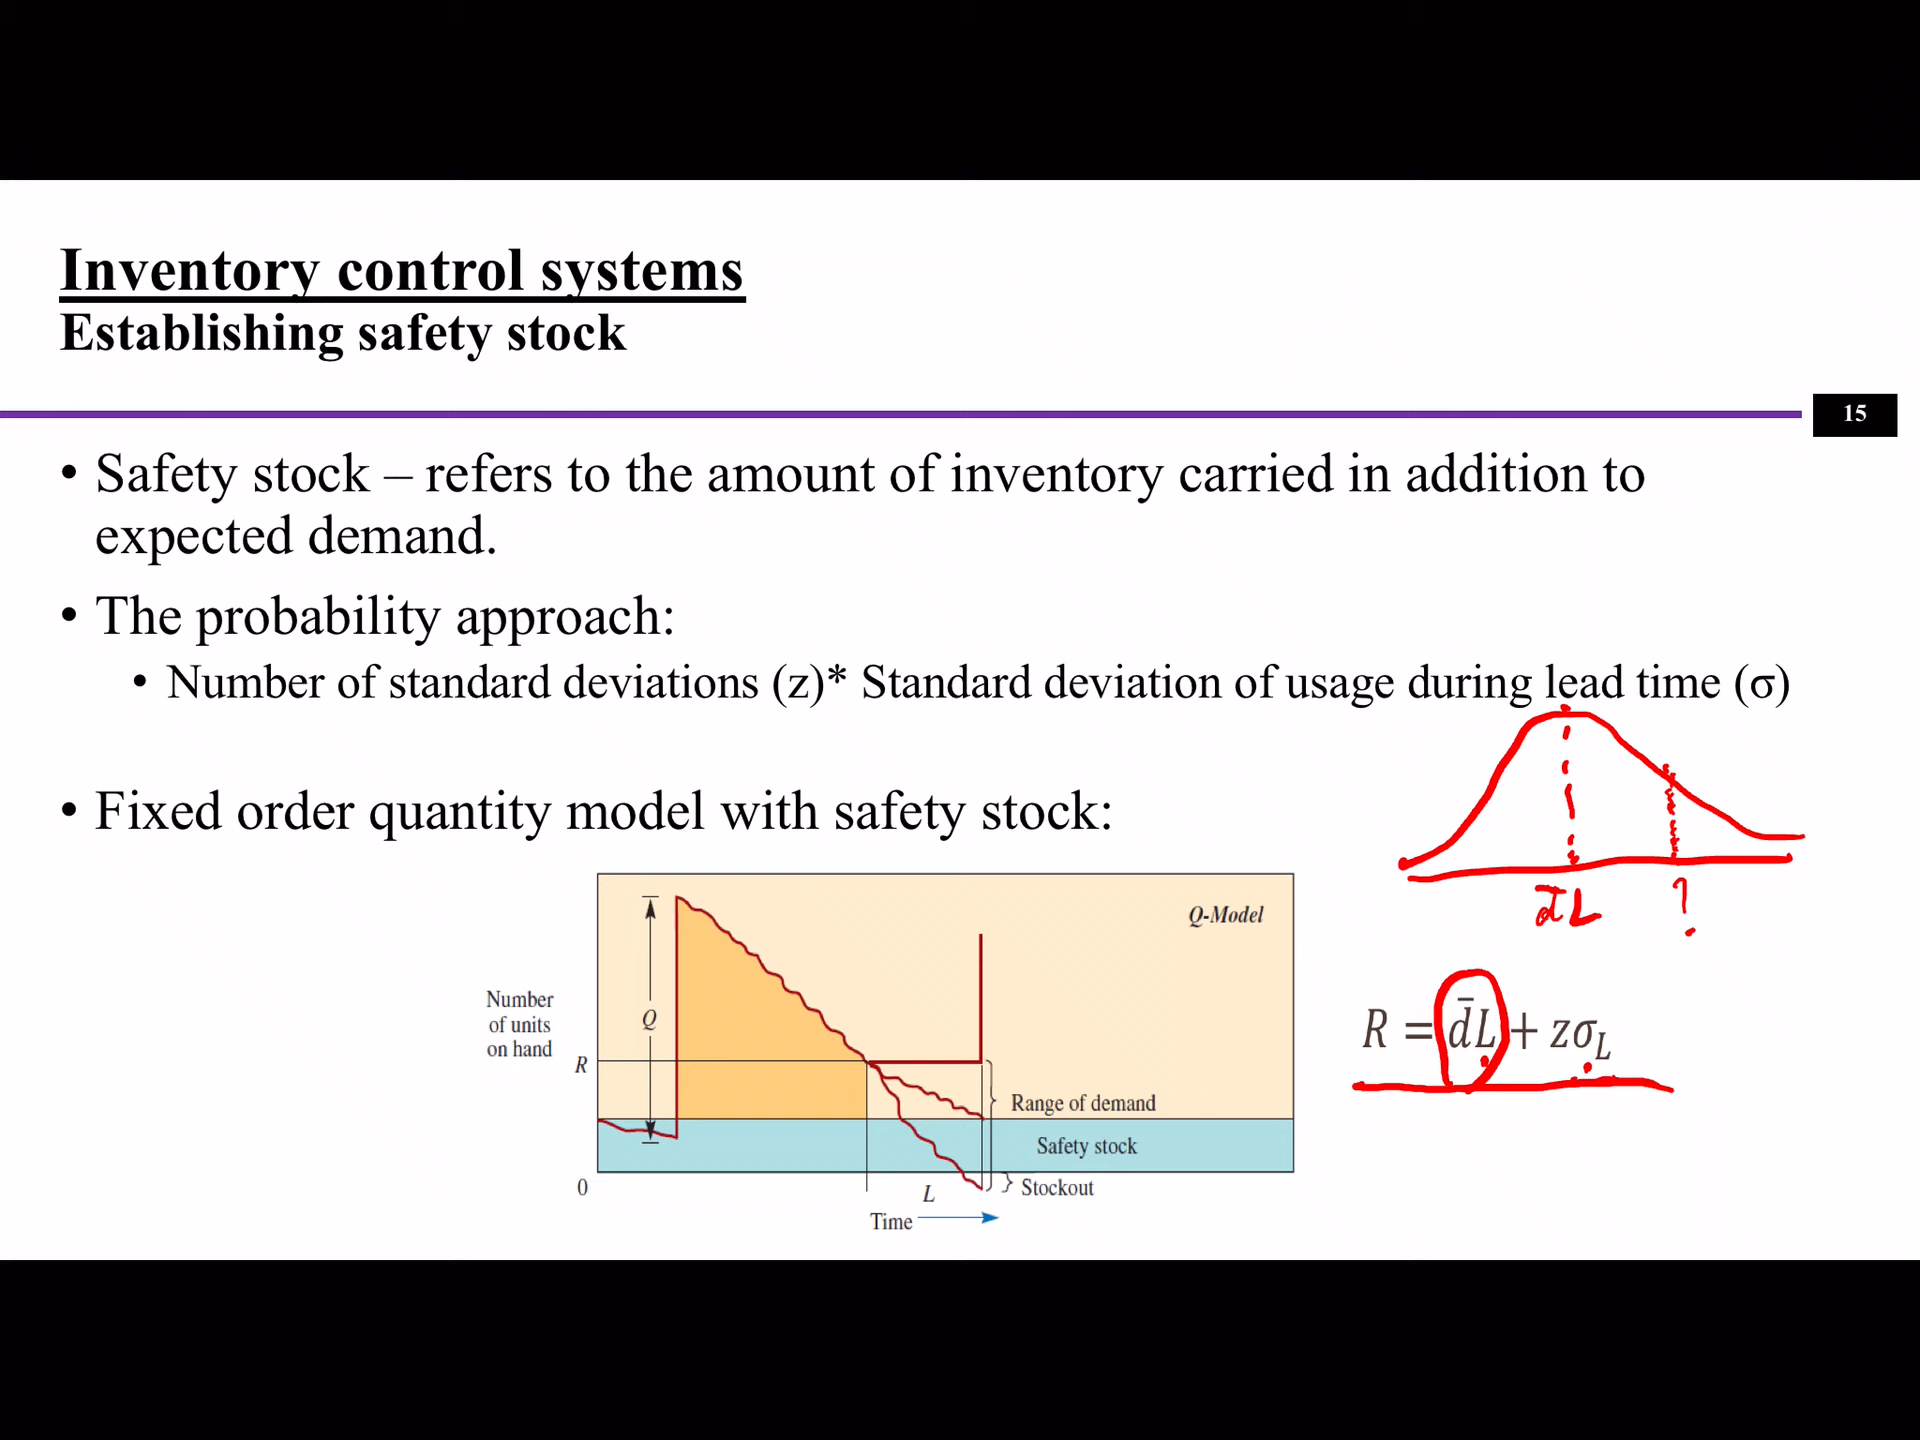 Inventory control systems
Establishing safety stock
15
• Safety stock – refers to the amount of inventory carried in addition to
expected demand.
• The probability approach:
• Number of standard deviations (z)* Standard deviation of usage during lead time (σ)
• Fixed order quantity model with safety stock:
Q-Model
Number
of units
on hand
Q
R
Range of demand
Safety stock
0
L
Stockout
Time
d̄L
?
R = d̄L + zσ_L